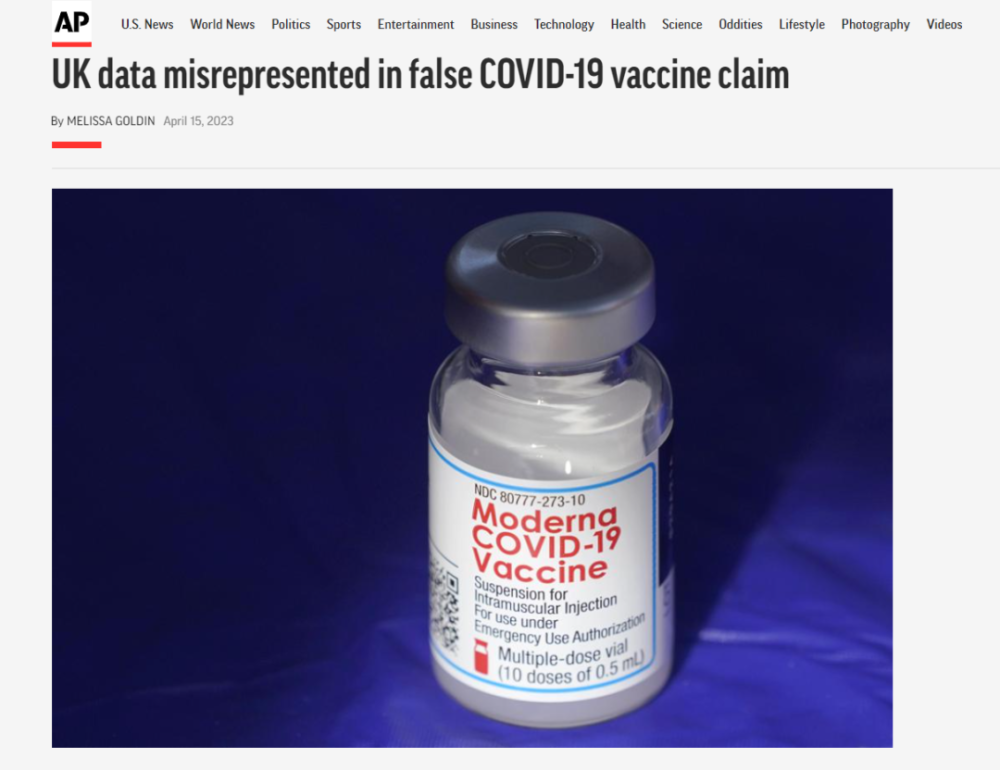 AP U.S. News World News Politics Sports Entertainment Business Technology Health Science Oddities Lifestyle Photography Videos
UK data misrepresented in false COVID-19 vaccine claim
By MELISSA GOLDIN April 15, 2023
NDC 80777-273-10
Moderna
COVID-19
Vaccine
Suspension for
Intramuscular Injection
For use under
Emergency Use Authorization
Multiple-dose vial
(10 doses of 0.5 mL)